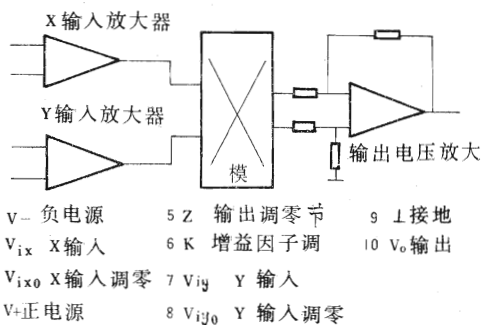 X输入放大器
Y输入放大器
模
输出电压放大
V- 负电源 5 Z 输出调零节 9 ⊥接地
Vix X输入 6 K 增益因子调 10 Vo输出
Vix0 X输入调零 7 Viy Y 输入
V+正电源 8 Viy0 Y 输入调零